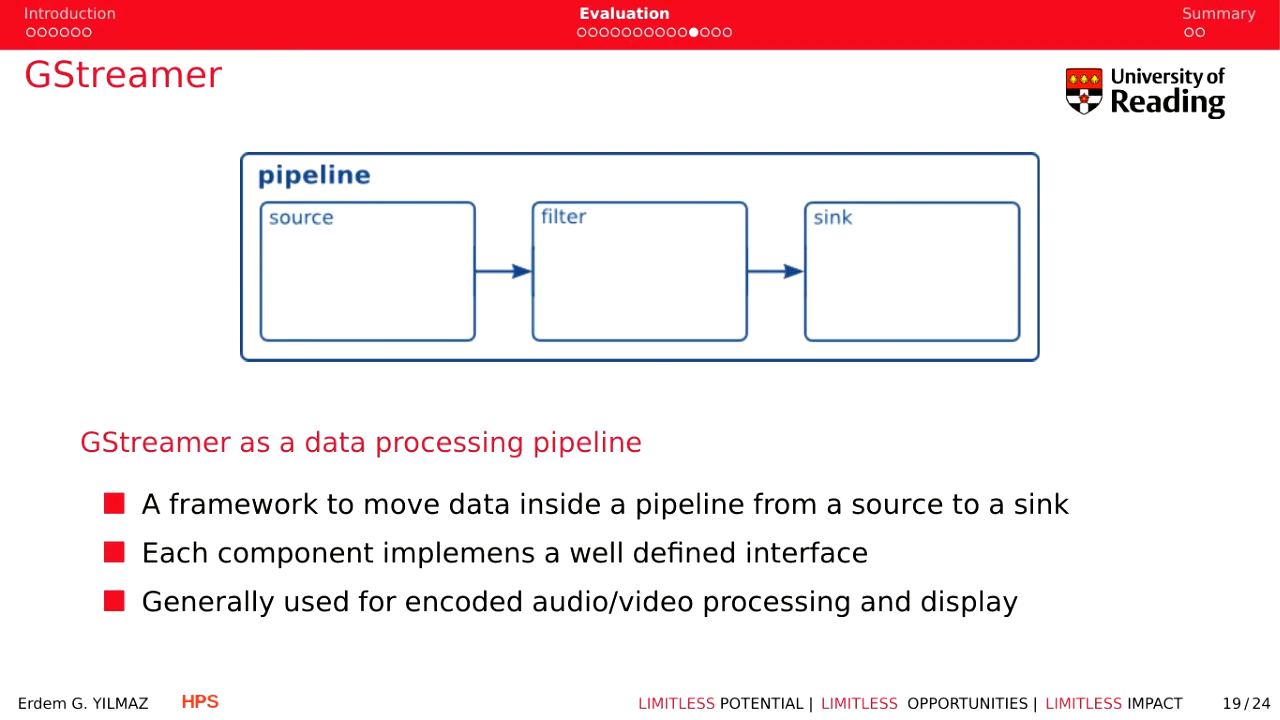 Introduction
Evaluation
Summary
GStreamer
University of
Reading
pipeline
source
filter
sink
GStreamer as a data processing pipeline
A framework to move data inside a pipeline from a source to a sink
Each component implemens a well defined interface
Generally used for encoded audio/video processing and display
Erdem G. YILMAZ HPS LIMITLESS POTENTIAL | LIMITLESS OPPORTUNITIES | LIMITLESS IMPACT 19/24